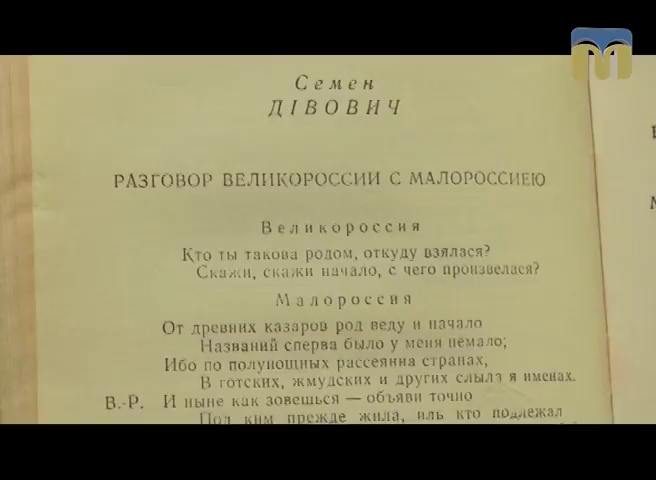 Семен
ДІВОВИЧ
РАЗГОВОР ВЕЛИКОРОССИИ С МАЛОРОССИЕЮ
Великороссия
Кто ты такова родом, откуду взялася?
Скажи, скажи начало, с чего произвелася?
Малороссия
От древних казаров род веду и начало
Названий сперва было у меня немало;
Ибо по полунощных рассеянна странах,
В готских, жмудских и других слыла я именах.
В.-Р. И ныне как зовешься — объяви точно
Под ким прежде жила, иль кто подлежал